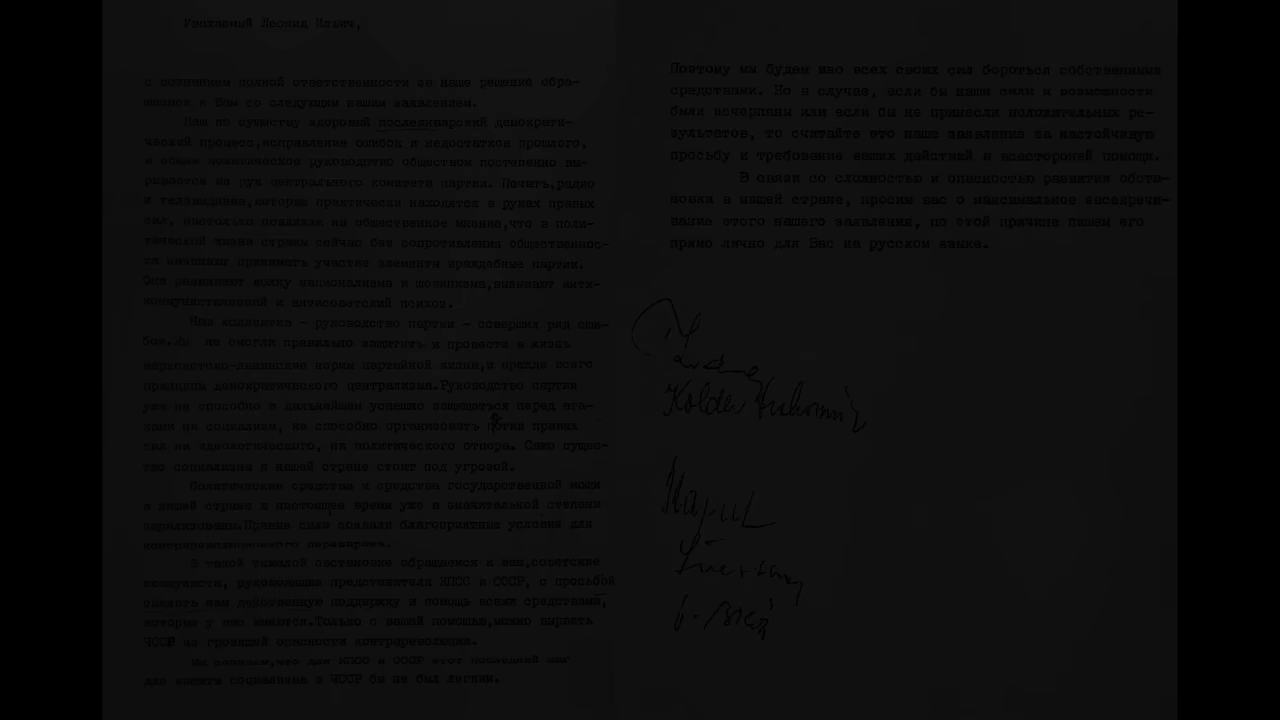 Уважаемый Леонид Ильич,
с сознанием полной ответственности за наше решение обра-
щаемся к Вам со следующим нашим заявлением.
Наш по существу здоровый послеянварский демократи-
ческий процесс, исправление ошибок и недостатков прошлого,
и общее политическое руководство обществом постепенно вы-
рывается из рук центрального комитета партии. Печать, радио
и телевидение, которые практически находятся в руках правых
сил, настолько повлияли на общественное мнение, что в поли-
тической жизни страны сейчас без сопротивления общественнос-
ти начинают принимать участие элементы враждебные партии.
Они развивают волну национализма и шовинизма, вызывают анти-
коммунистический и антисоветский психоз.
Наш коллектив - руководство партии - совершил ряд оши-
бок. не смогли правильно защитить и провести в жизнь
марксистско-ленинские нормы партийной жизни, и прежде всего
принципы демократического централизма. Руководство партии
уже не способно в дальнейшем успешно защищаться перед ата-
ками на социализм, не способно организовать против правых
ни идеологического, ни политического отпора. Само сущес-
тво социализма в нашей стране стоит под угрозой.
Политические средства и средства государственной мощи
в нашей стране в настоящее время уже в значительной степени
парализованы. Правые силы создали благоприятные условия для
контрреволюционного переворота.
В такой тяжелой обстановке обращаемся к вам, советские
коммунисты, руководящие представители КПСС и СССР, с просьбой
оказать нам действенную поддержку и помощь всеми средствами,
которые у вас имеются. Только с вашей помощью, можно вырвать
ЧССР из грозящей опасности контрреволюции.
Мы сознаем, что для КПСС и СССР этот последний шаг
для защиты социализма в ЧССР бы не был легким.
Поэтому мы будем изо всех своих сил бороться собственными
средствами. Но в случае, если бы наши силы и возможности
были исчерпаны или если бы не принесли положительных ре-
зультатов, то считайте это наше заявление за настойчивую
просьбу и требование ваших действий и всесторонней помощи.
В связи со сложностью и опасностью развития обста-
новки в нашей стране, просим вас о максимальное засекречи-
вание этого нашего заявления, по этой причине пишем его
прямо лично для Вас на русском языке.
Kolder